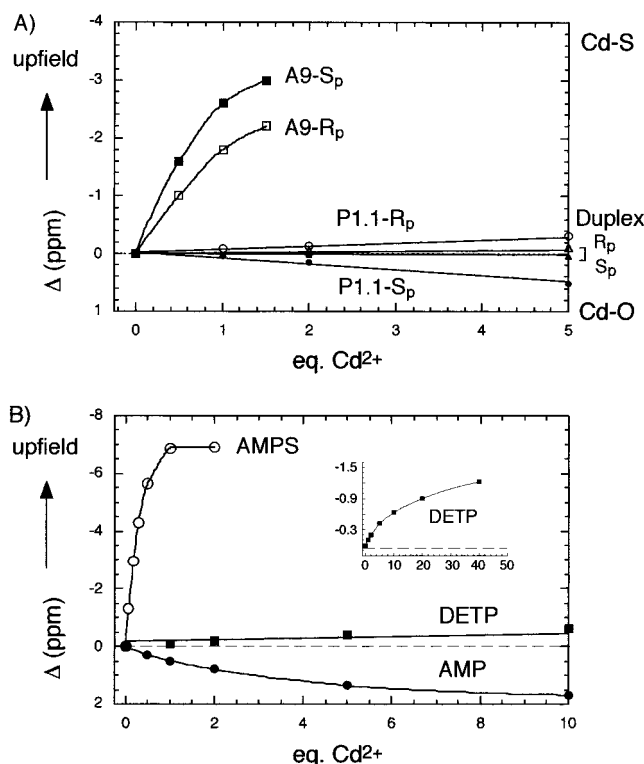 A)
upfield
Δ (ppm)
-4
-3
-2
-1
0
1
A9-Sp
A9-Rp
P1.1-Rp
P1.1-Sp
Cd-S
Duplex
Rp
Sp
Cd-O
0 1 2 3 4 5
eq. Cd2+
B)
upfield
Δ (ppm)
-8
-6
-4
-2
0
2
AMPS
-1.5
-0.9
-0.3
DETP
0 10 20 30 40 50
DETP
AMP
0 2 4 6 8 10
eq. Cd2+